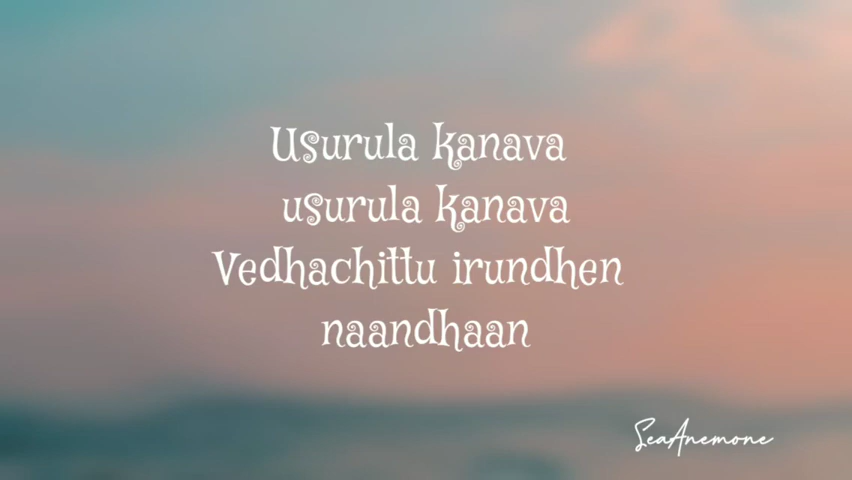 Usurula kanava
usurula kanava
Vedhachittu irundhen
naandhaan
SeaAnemone